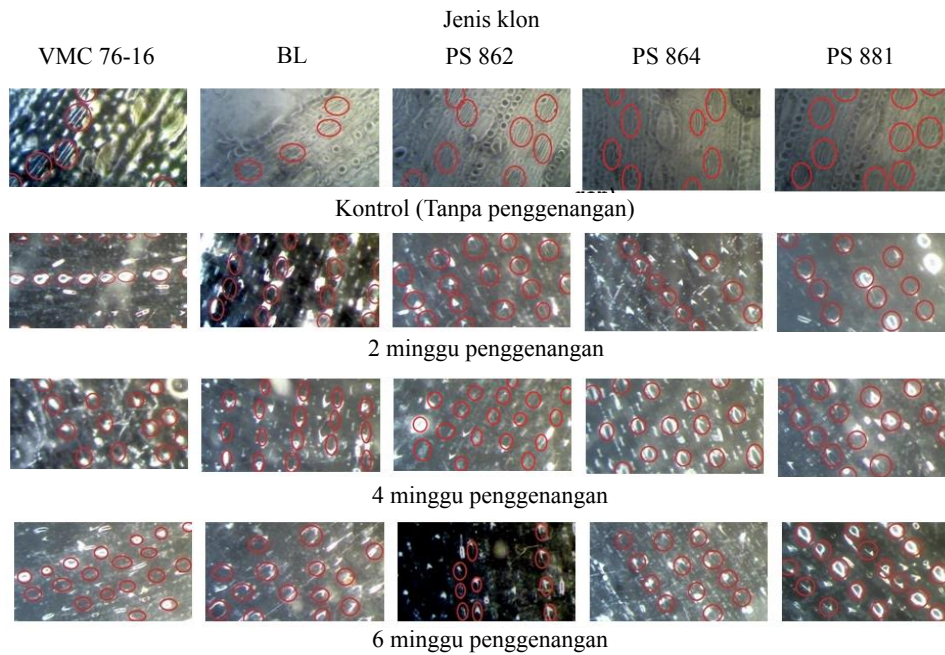 Jenis klon
VMC 76-16 BL PS 862 PS 864 PS 881
Kontrol (Tanpa penggenangan)
2 minggu penggenangan
4 minggu penggenangan
6 minggu penggenangan